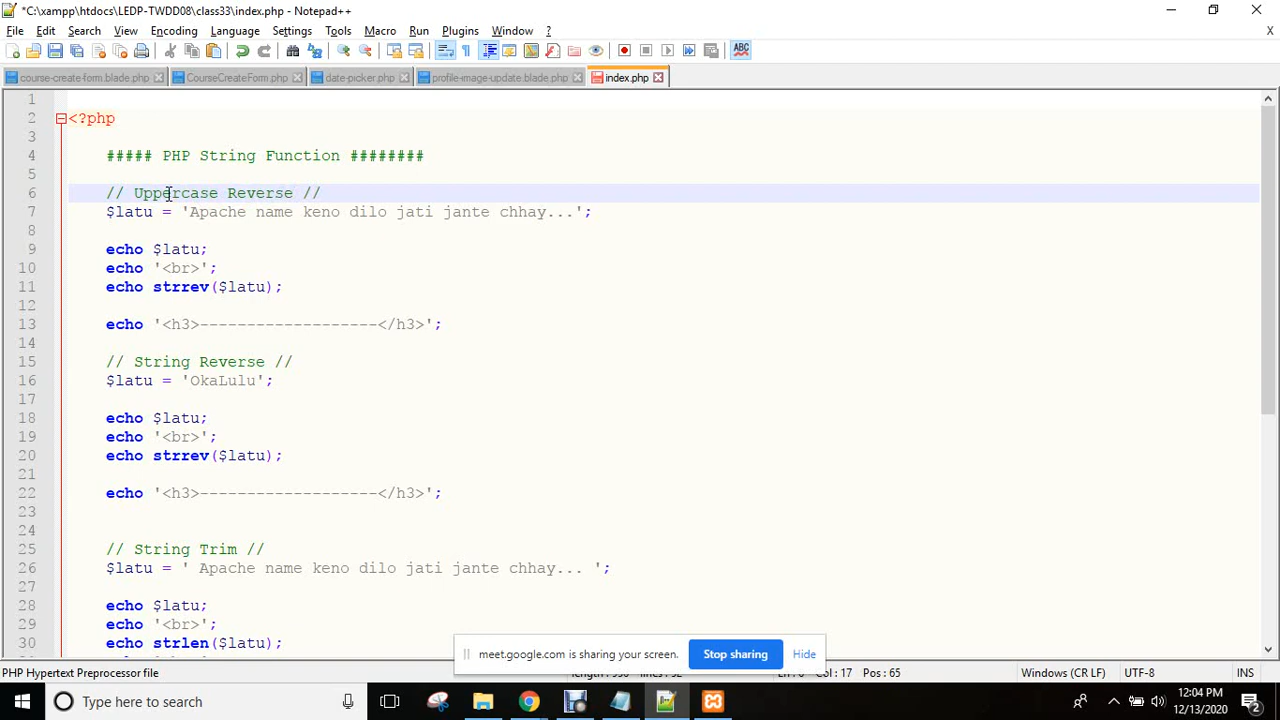 *C:\xampp\htdocs\LEDP-TWDD08\class33\index.php - Notepad++
File Edit Search View Encoding Language Settings Tools Macro Run Plugins Window ? X
course-create-form.blade.php CourseCreateForm.php date-picker.php profile-image-update.blade.php index.php
1
2 <?php
3
4 ##### PHP String Function ########
5
6 // Uppercase Reverse //
7 $latu = 'Apache name keno dilo jati jante chhay...';
8
9 echo $latu;
10 echo '<br>';
11 echo strrev($latu);
12
13 echo '<h3>-------------------</h3>';
14
15 // String Reverse //
16 $latu = 'OkaLulu';
17
18 echo $latu;
19 echo '<br>';
20 echo strrev($latu);
21
22 echo '<h3>-------------------</h3>';
23
24
25 // String Trim //
26 $latu = ' Apache name keno dilo jati jante chhay... ';
27
28 echo $latu;
29 echo '<br>';
30 echo strlen($latu);
meet.google.com is sharing your screen. Stop sharing Hide
PHP Hypertext Preprocessor file Col : 17 Pos : 65 Windows (CR LF) UTF-8 INS
Type here to search
12:04 PM
12/13/2020
2